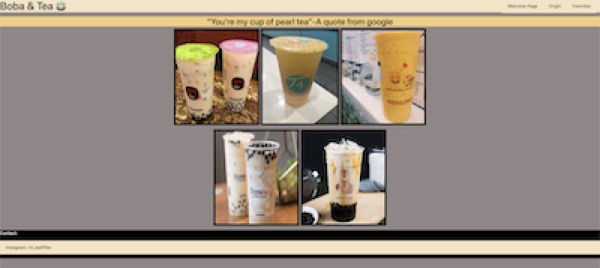 Boba & Tea 🧋
Welcome Page Origin Favorites
"You're my cup of pearl tea"-A quote from google
Contact: